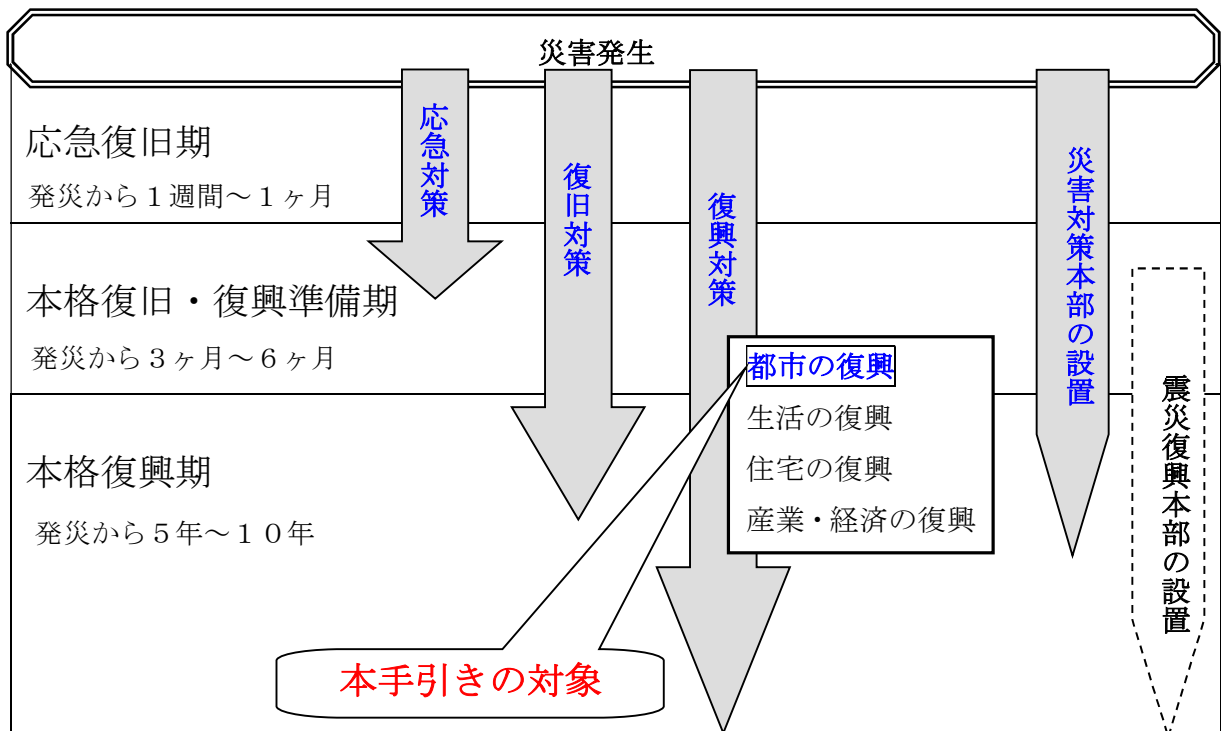 災害発生
応急復旧期
発災から１週間～１ヶ月
本格復旧・復興準備期
発災から３ヶ月～６ヶ月
本格復興期
発災から５年～１０年
応急対策
復旧対策
復興対策
都市の復興
生活の復興
住宅の復興
産業・経済の復興
災害対策本部の設置
震災復興本部の設置
本手引きの対象